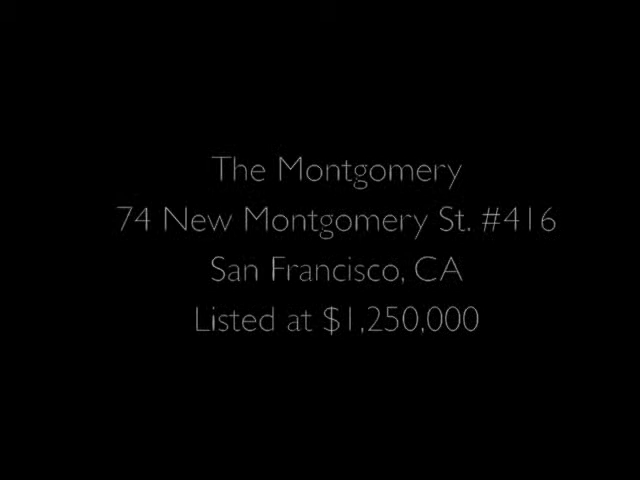 The Montgomery
74 New Montgomery St. #416
San Francisco, CA
Listed at $1,250,000